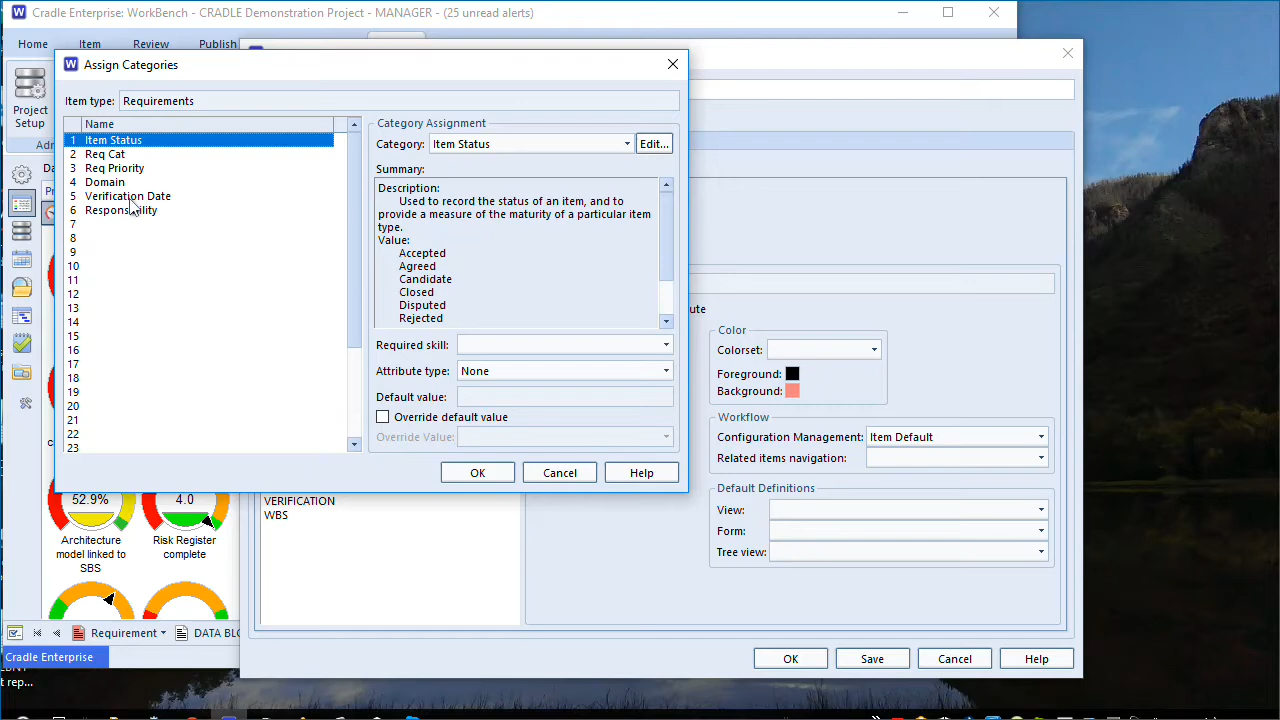 Cradle Enterprise: WorkBench - CRADLE Demonstration Project - MANAGER - (25 unread alerts)
Home Item Review Publish
Assign Categories
Project
Setup
Item type: Requirements
Name
1 Item Status
2 Req Cat
3 Req Priority
4 Domain
5 Verification Date
6 Responsibility
7
8
9
10
11
12
13
14
15
16
17
18
19
20
21
22
23
Category Assignment
Category: Item Status Edit...
Summary:
Description:
Used to record the status of an item, and to
provide a measure of the maturity of a particular item
type.
Value:
Accepted
Agreed
Candidate
Closed
Disputed
Rejected
Required skill:
Attribute type: None
Default value:
Override default value
Override Value:
OK Cancel Help
Color
Colorset:
Foreground:
Background:
Workflow
Configuration Management: Item Default
Related items navigation:
Default Definitions
View:
Form:
Tree view:
VERIFICATION
WBS
52.9% 4.0
Architecture
model linked to
SBS
Risk Register
complete
Requirement DATA BL
Cradle Enterprise
OK Save Cancel Help
t rep...